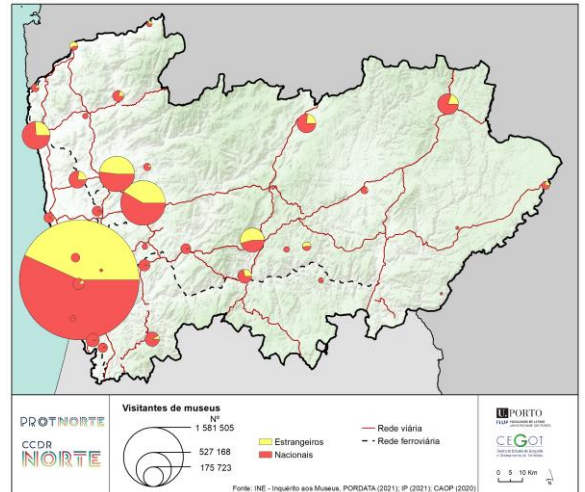 PROTNORTE
CCDR
NORTE
Visitantes de museus
Nº
1 581 505
527 168
175 723
Estrangeiros
Nacionais
Rede viária
Rede ferroviária
U.PORTO
CEGOT
0 5 10 Km
N
Fonte: INE - Inquérito aos Museus, PORDATA (2021); IP (2021); CAOP (2020)